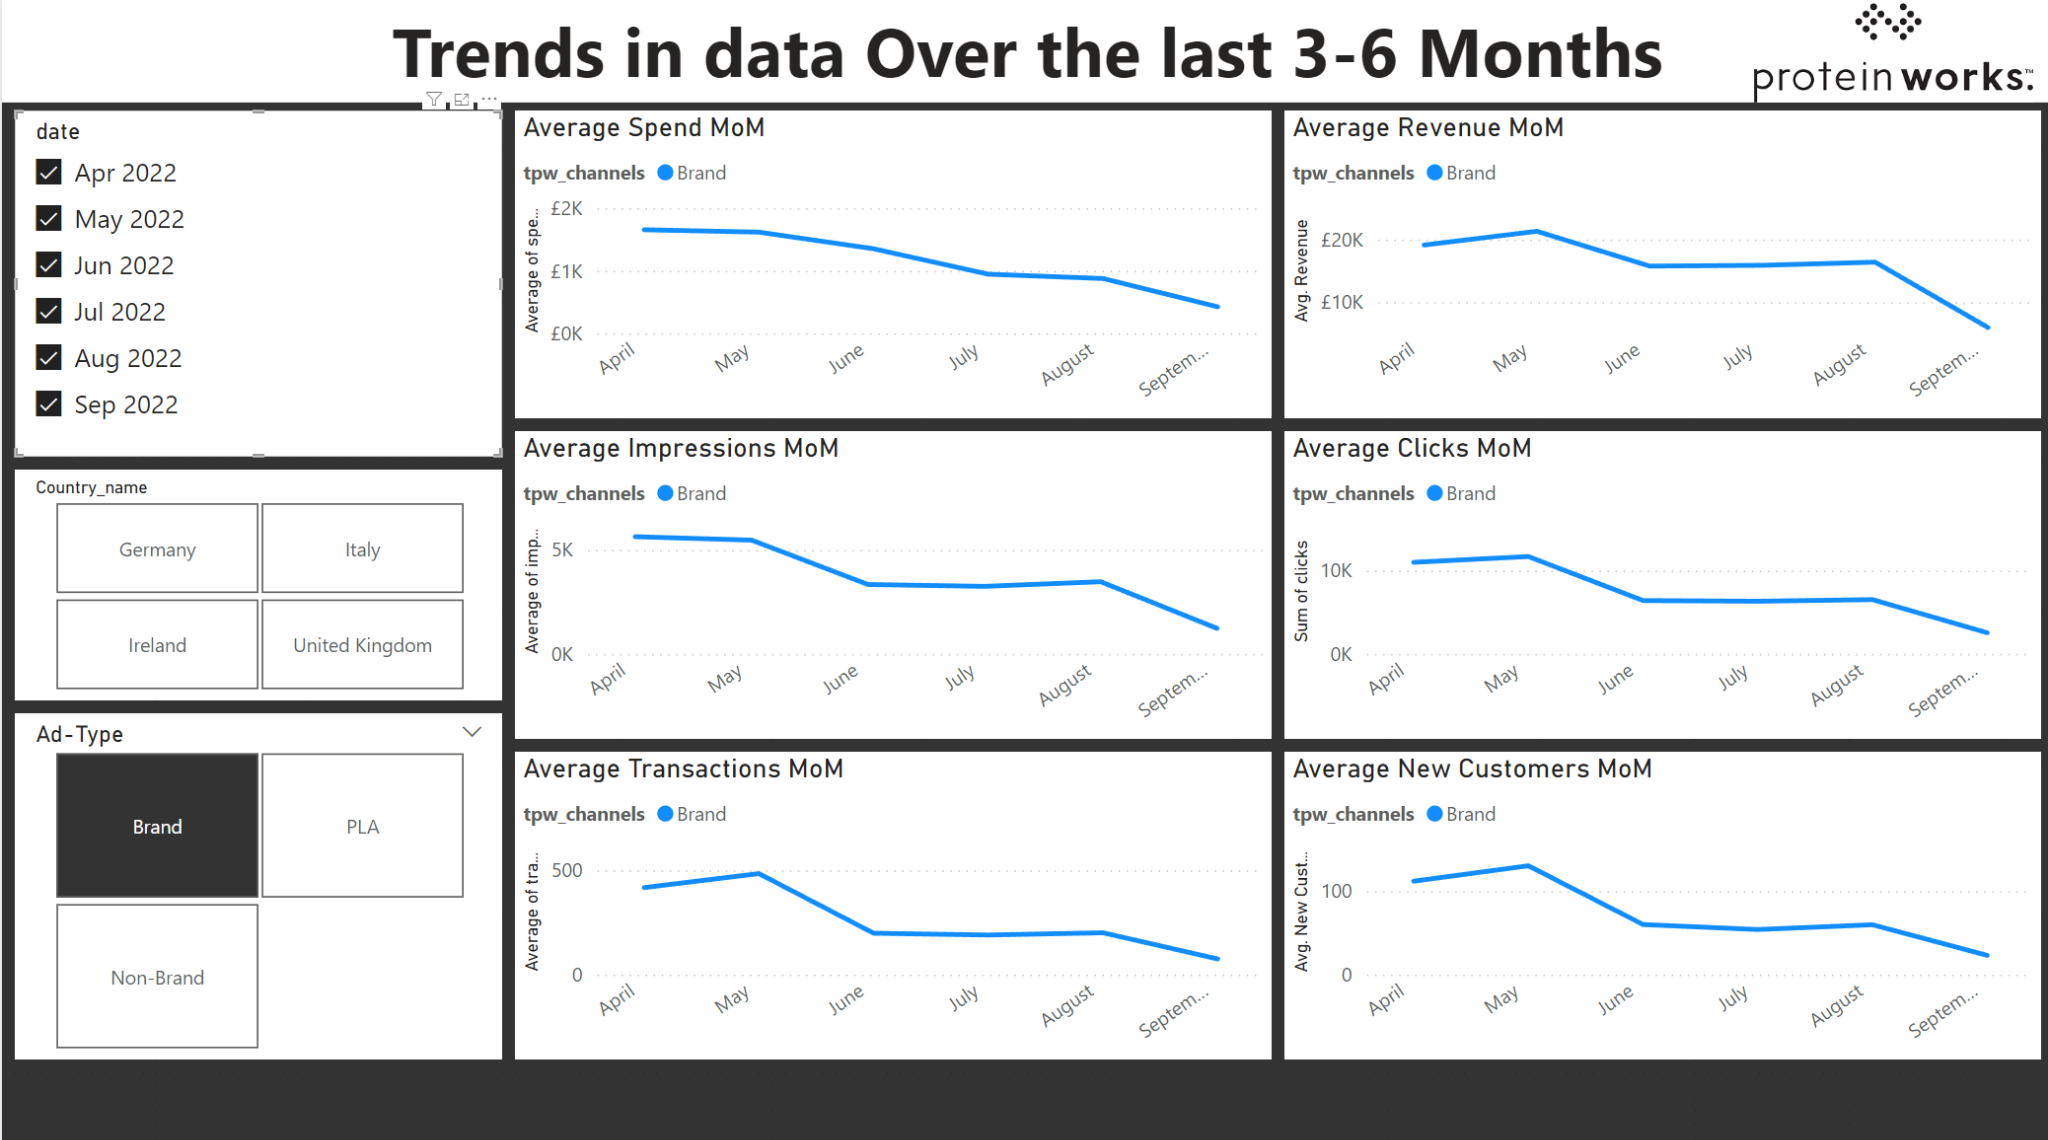 Trends in data Over the last 3-6 Months
protein works.™
date
Apr 2022
May 2022
Jun 2022
Jul 2022
Aug 2022
Sep 2022
Country_name
Germany
Italy
Ireland
United Kingdom
Ad-Type
Brand
PLA
Non-Brand
Average Spend MoM
tpw_channels Brand
Average of spe...
£2K
£1K
£0K
April May June July August Septem...
Average Revenue MoM
tpw_channels Brand
Avg. Revenue
£20K
£10K
April May June July August Septem...
Average Impressions MoM
tpw_channels Brand
Average of imp...
5K
0K
April May June July August Septem...
Average Clicks MoM
tpw_channels Brand
Sum of clicks
10K
0K
April May June July August Septem...
Average Transactions MoM
tpw_channels Brand
Average of tra...
500
0
April May June July August Septem...
Average New Customers MoM
tpw_channels Brand
Avg. New Cust...
100
0
April May June July August Septem...